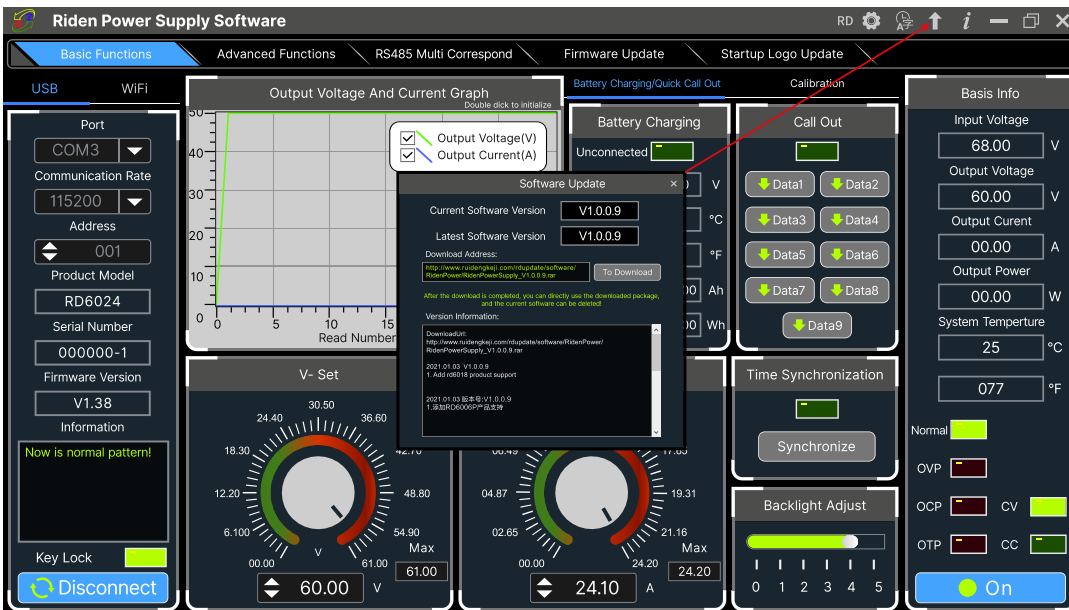 Riden Power Supply Software
RD
Basic Functions
Advanced Functions
RS485 Multi Correspond
Firmware Update
Startup Logo Update
USB
WiFi
Port
COM3
Communication Rate
115200
Address
001
Product Model
RD6024
Serial Number
000000-1
Firmware Version
V1.38
Information
Now is normal pattern!
Key Lock
Disconnect
Output Voltage And Current Graph
Double dick to initialize
50
40
30
20
10
0
0
5
10
15
Read Number
Output Voltage(V)
Output Current(A)
Battery Charging/Quick Call Out
Calibration
Battery Charging
Unconnected
V
°C
°F
Ah
Wh
Call Out
Data1
Data2
Data3
Data4
Data5
Data6
Data7
Data8
Data9
Software Update
×
Current Software Version
V1.0.0.9
Latest Software Version
V1.0.0.9
Download Address:
http://www.ruidengkeji.com/rdupdate/software/
RidenPower/RidenPowerSupply_V1.0.0.9.rar
To Download
After the download is completed, you can directly use the downloaded package,
and the current software can be deleted!
Version Information:
DownloadUrl:
http://www.ruidengkeji.com/rdupdate/software/RidenPower/
RidenPowerSupply_V1.0.0.9.rar
2021.01.03 V1.0.0.9
1. Add rd6018 product support
2021.01.03 版本号:V1.0.0.9
1.添加RD6006P产品支持
V- Set
00.00
6.100
12.20
18.30
24.40
30.50
36.60
42.70
48.80
54.90
61.00
V
Max
61.00
60.00
V
00.00
02.65
04.87
06.49
17.65
19.31
21.16
24.20
A
Max
24.20
24.10
A
Time Synchronization
Synchronize
Backlight Adjust
0 1 2 3 4 5
Basis Info
Input Voltage
68.00 V
Output Voltage
60.00 V
Output Curent
00.00 A
Output Power
00.00 W
System Temperture
25 °C
077 °F
Normal
OVP
OCP
CV
OTP
CC
On